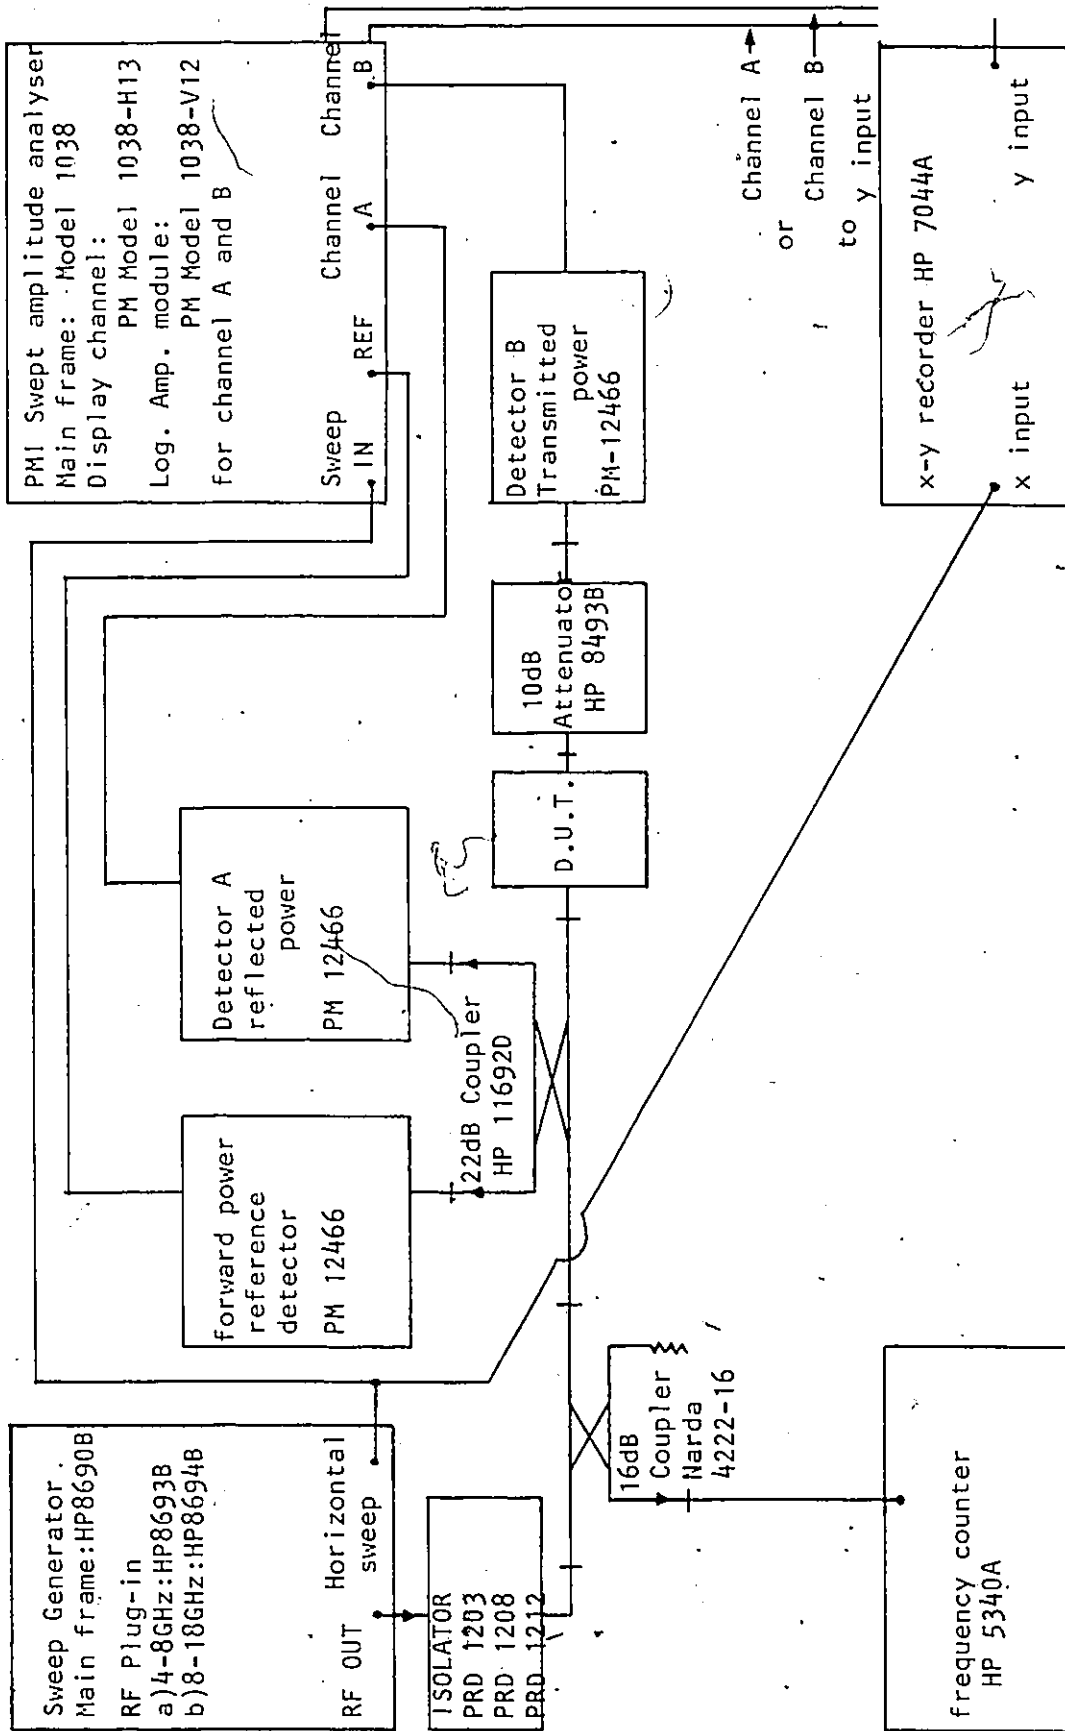 Sweep Generator.
Main frame:HP8690B
RF Plug-in
a)4-8GHz:HP8693B
b)8-18GHz:HP8694B
RF OUT
Horizontal
sweep
ISOLATOR
PRD 1203
PRD 1208
PRD 1212
forward power
reference
detector
PM 12466
Detector A
reflected
power
PM 12466
22dB Coupler
HP 11692D
16dB
Coupler
Narda
4222-16
frequency counter
HP 5340A
D.U.T.
10dB
Attenuato
HP 8493B
Detector B
Transmitted
power
PM-12466
PM1 Swept amplitude analyser
Main frame: Model 1038
Display channel:
PM Model 1038-H13
Log. Amp. module:
PM Model 1038-V12
for channel A and B
Sweep
IN
REF
Channel
A
Channel
B
Channel A
or
Channel B
to
y input
x-y recorder HP 7044A
x input
y input